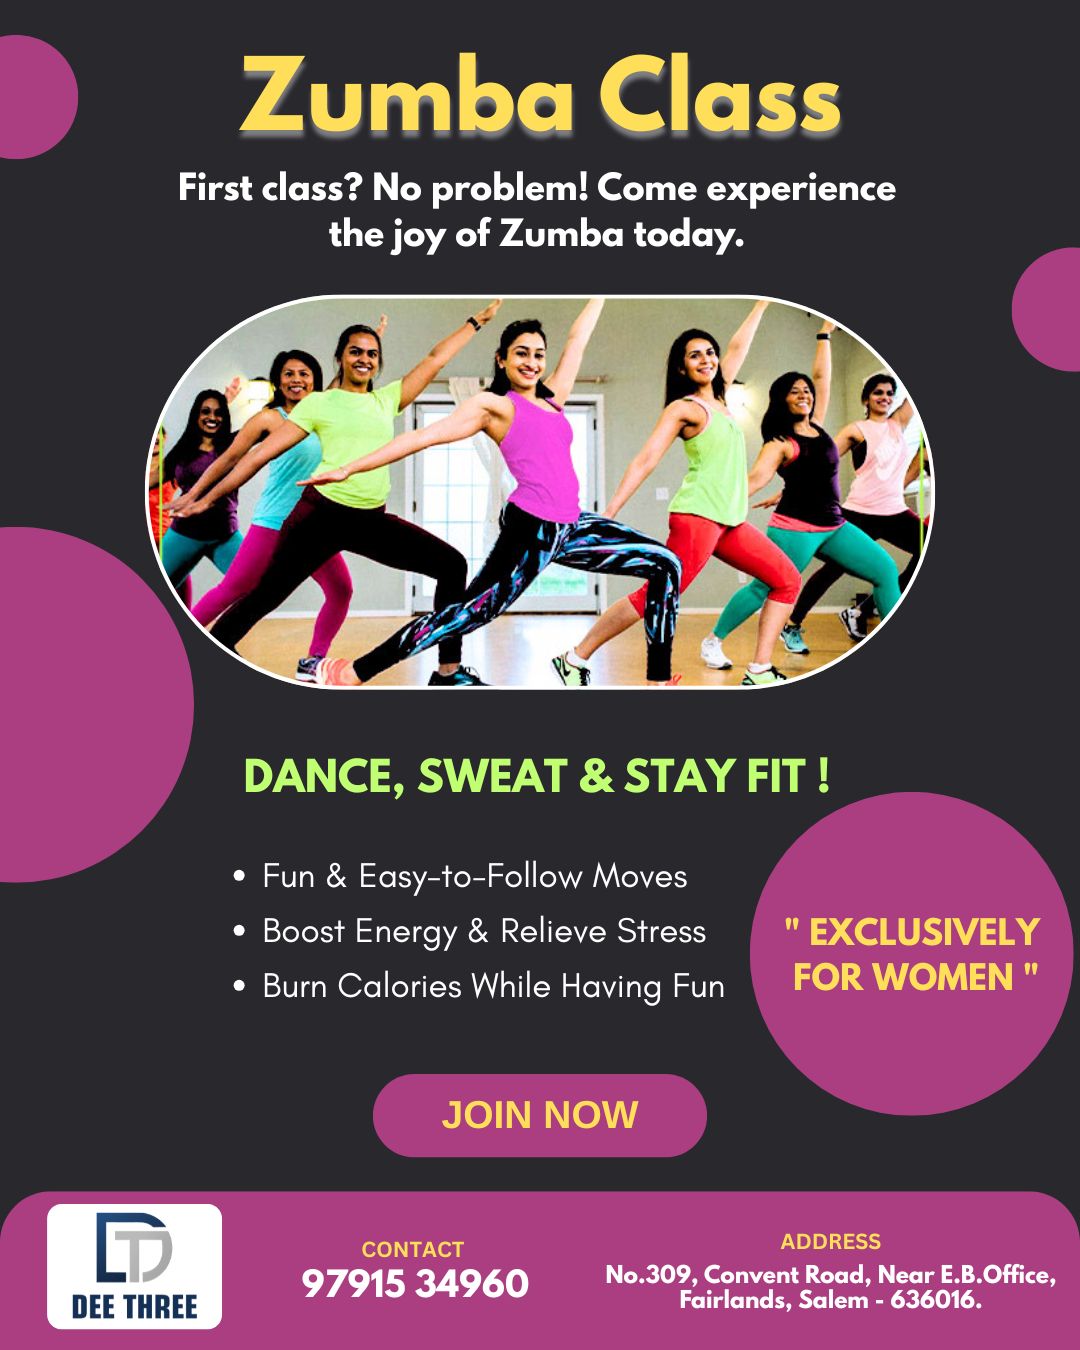 Zumba Class
First class? No problem! Come experience
the joy of Zumba today.
DANCE, SWEAT & STAY FIT !
• Fun & Easy-to-Follow Moves
• Boost Energy & Relieve Stress
• Burn Calories While Having Fun
" EXCLUSIVELY
FOR WOMEN "
JOIN NOW
DEE THREE
CONTACT
97915 34960
ADDRESS
No.309, Convent Road, Near E.B.Office,
Fairlands, Salem - 636016.